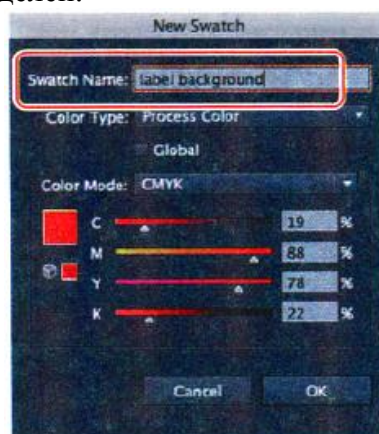 делей.
New Swatch
Swatch Name: label background
Color Type: Process Color
Global
Color Mode: CMYK
C 19 %
M 88 %
Y 78 %
K 22 %
Cancel OK